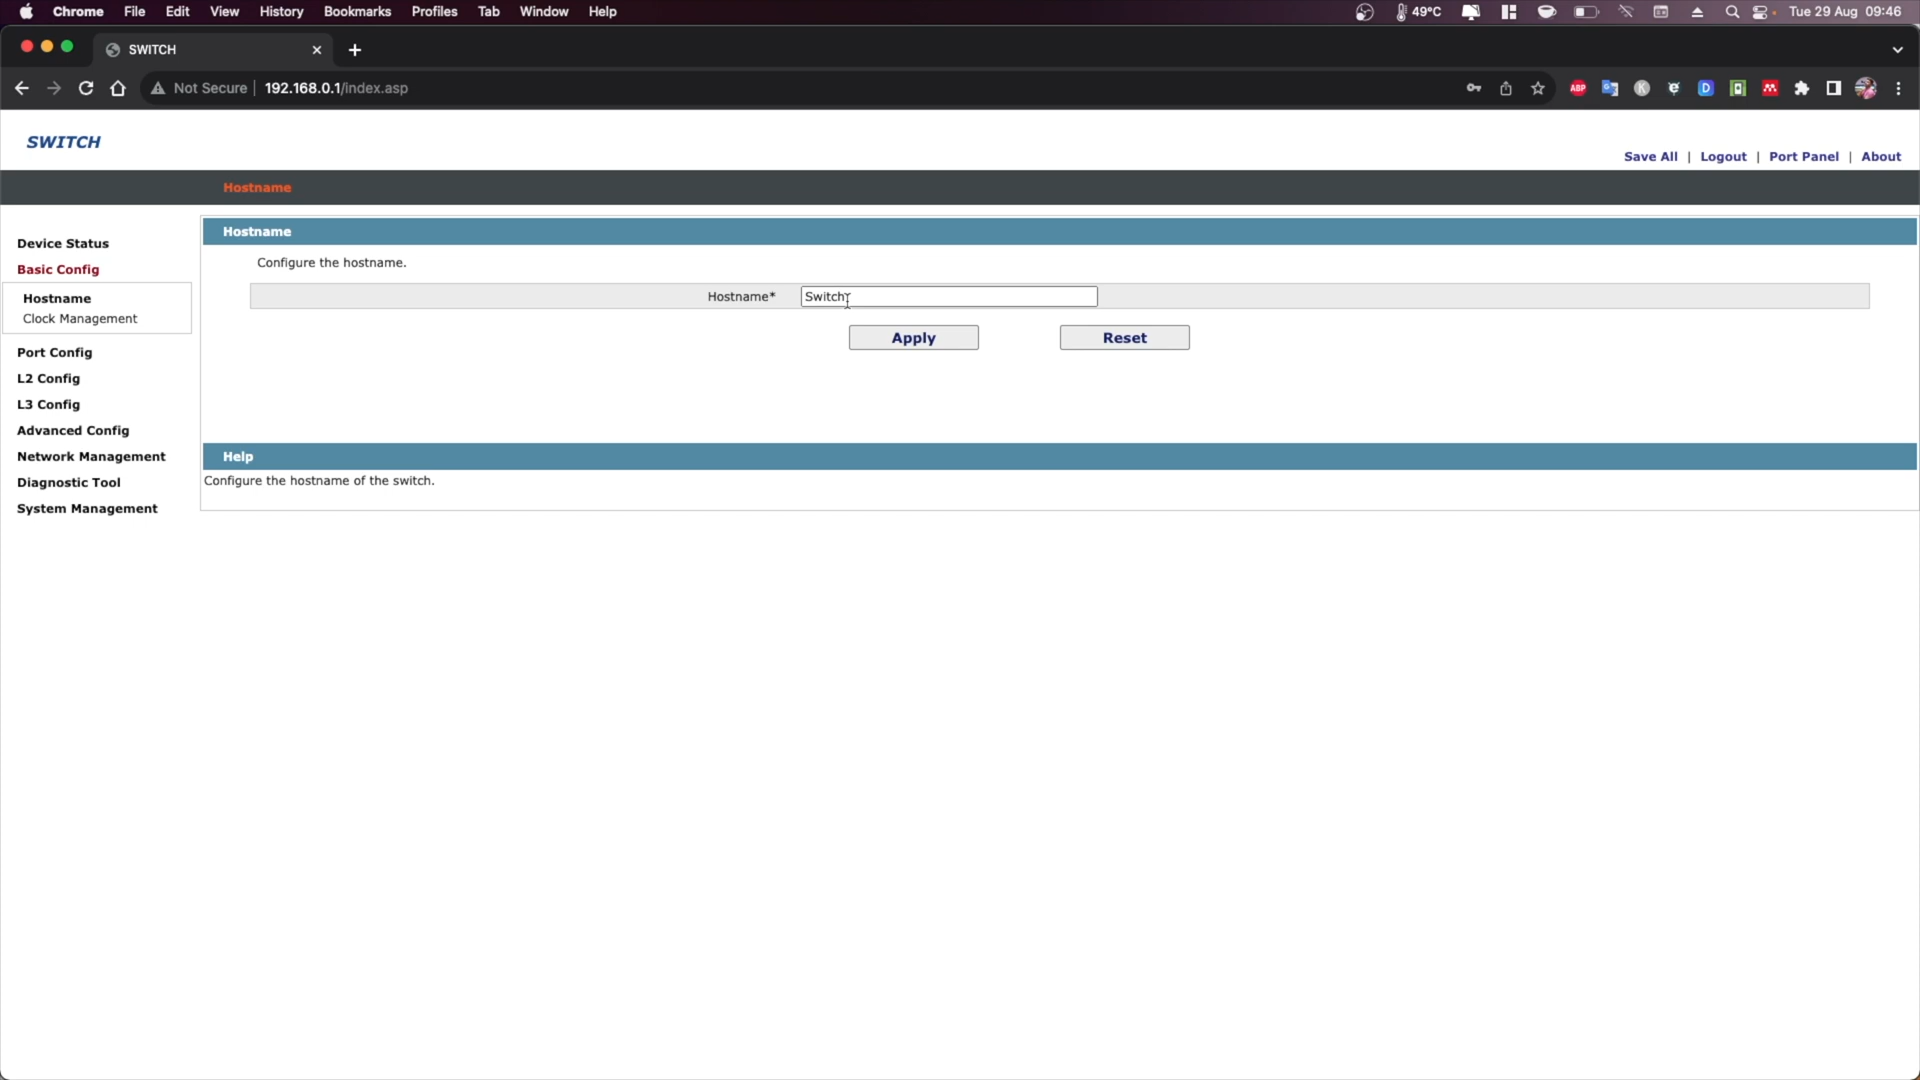 Chrome File Edit View History Bookmarks Profiles Tab Window Help 49°C Tue 29 Aug 09:46
SWITCH
Not Secure 192.168.0.1/index.asp ABP K D
SWITCH
Save All | Logout | Port Panel | About
Hostname
Device Status
Basic Config
Hostname
Clock Management
Port Config
L2 Config
L3 Config
Advanced Config
Network Management
Diagnostic Tool
System Management
Hostname
Configure the hostname.
Hostname* Switch
Apply Reset
Help
Configure the hostname of the switch.